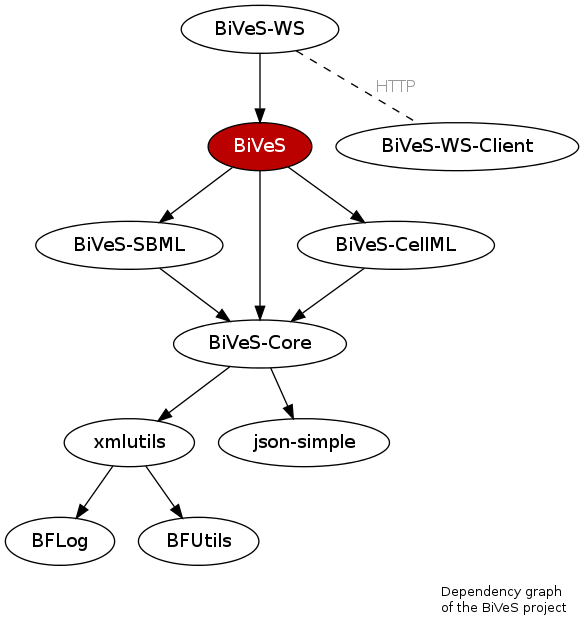 BiVeS-WS
HTTP
BiVeS
BiVeS-WS-Client
BiVeS-SBML
BiVeS-CellML
BiVeS-Core
xmlutils
json-simple
BFLog
BFUtils
Dependency graph
of the BiVeS project